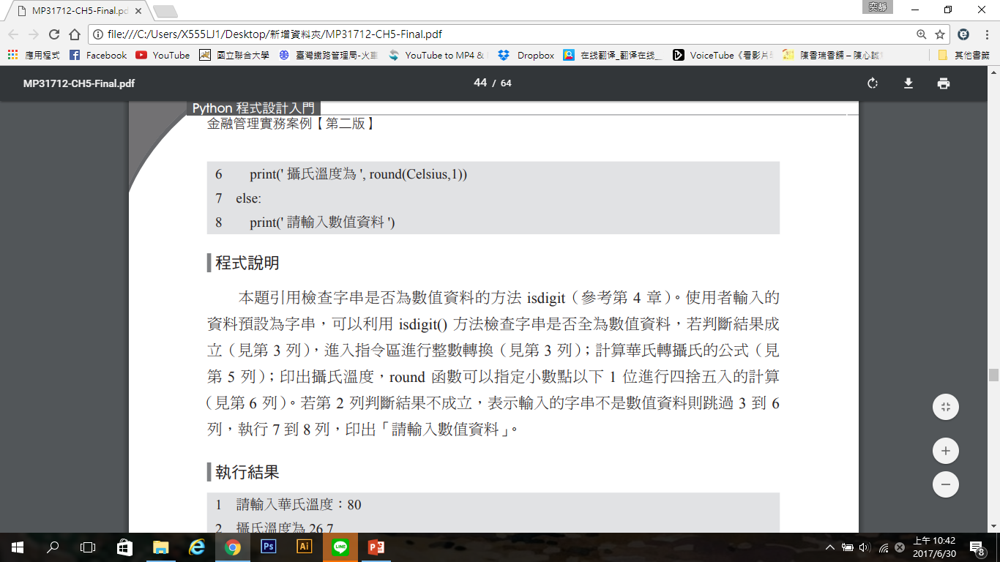 MP31712-CH5-Final.pd
奕靜
file:///C:/Users/X555LJ1/Desktop/新增資料夾/MP31712-CH5-Final.pdf
應用程式 Facebook YouTube 國立聯合大學 臺灣鐵路管理局-火車 YouTube to MP4 & Dropbox 在线翻译_翻译在线_ VoiceTube《看影片 陳香瑞香鋪 – 陳心誠 其他書籤
MP31712-CH5-Final.pdf 44 / 64
Python 程式設計入門
金融管理實務案例【第二版】
6 print(' 攝氏溫度為 ', round(Celsius,1))
7 else:
8 print(' 請輸入數值資料 ')
程式說明
本題引用檢查字串是否為數值資料的方法 isdigit（參考第 4 章）。使用者輸入的
資料預設為字串，可以利用 isdigit() 方法檢查字串是否全為數值資料，若判斷結果成
立（見第 3 列），進入指令區進行整數轉換（見第 3 列）；計算華氏轉攝氏的公式（見
第 5 列）；印出攝氏溫度，round 函數可以指定小數點以下 1 位進行四捨五入的計算
（見第 6 列）。若第 2 列判斷結果不成立，表示輸入的字串不是數值資料則跳過 3 到 6
列，執行 7 到 8 列，印出「請輸入數值資料」。
執行結果
1 請輸入華氏溫度：80
2 攝氏溫度為 26.7
Ps Ai LINE 上午 10:42
2017/6/30 8